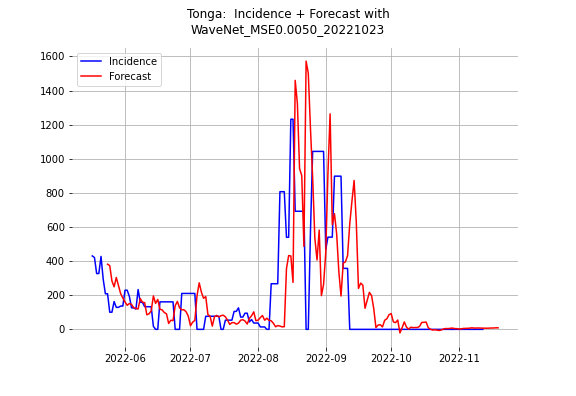 Tonga:  Incidence + Forecast with
WaveNet_MSE0.0050_20221023
1600
1400
1200
1000
800
600
400
200
0
Incidence
Forecast
2022-06 2022-07 2022-08 2022-09 2022-10 2022-11